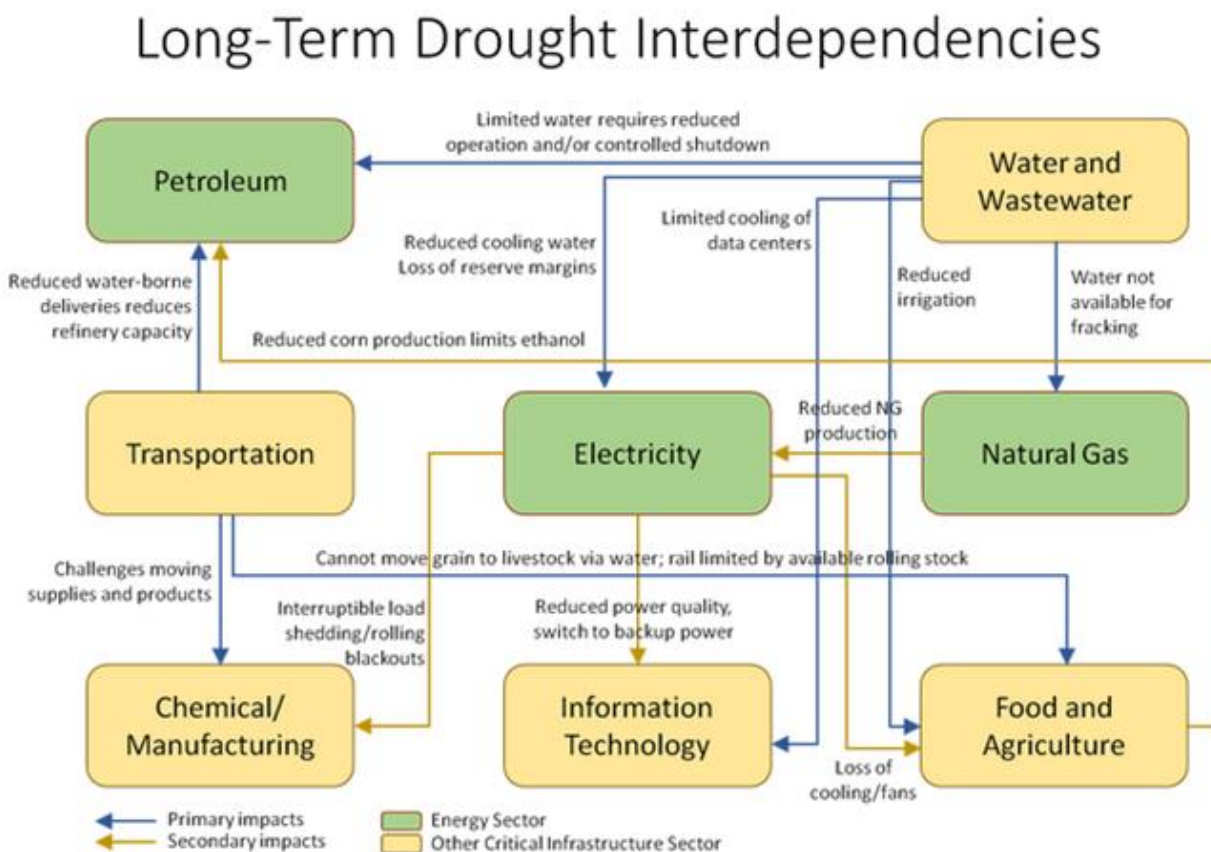 Long-Term Drought Interdependencies
Limited water requires reduced
operation and/or controlled shutdown
Petroleum
Water and
Wastewater
Limited cooling of
data centers
Reduced cooling water
Loss of reserve margins
Reduced
irrigation
Water not
available for
fracking
Reduced water-borne
deliveries reduces
refinery capacity
Reduced corn production limits ethanol
Transportation
Electricity
Reduced NG
production
Natural Gas
Cannot move grain to livestock via water; rail limited by available rolling stock
Challenges moving
supplies and products
Interruptible load
shedding/rolling
blackouts
Reduced power quality,
switch to backup power
Chemical/
Manufacturing
Information
Technology
Food and
Agriculture
Loss of
cooling/fans
Primary impacts
Secondary impacts
Energy Sector
Other Critical Infrastructure Sector